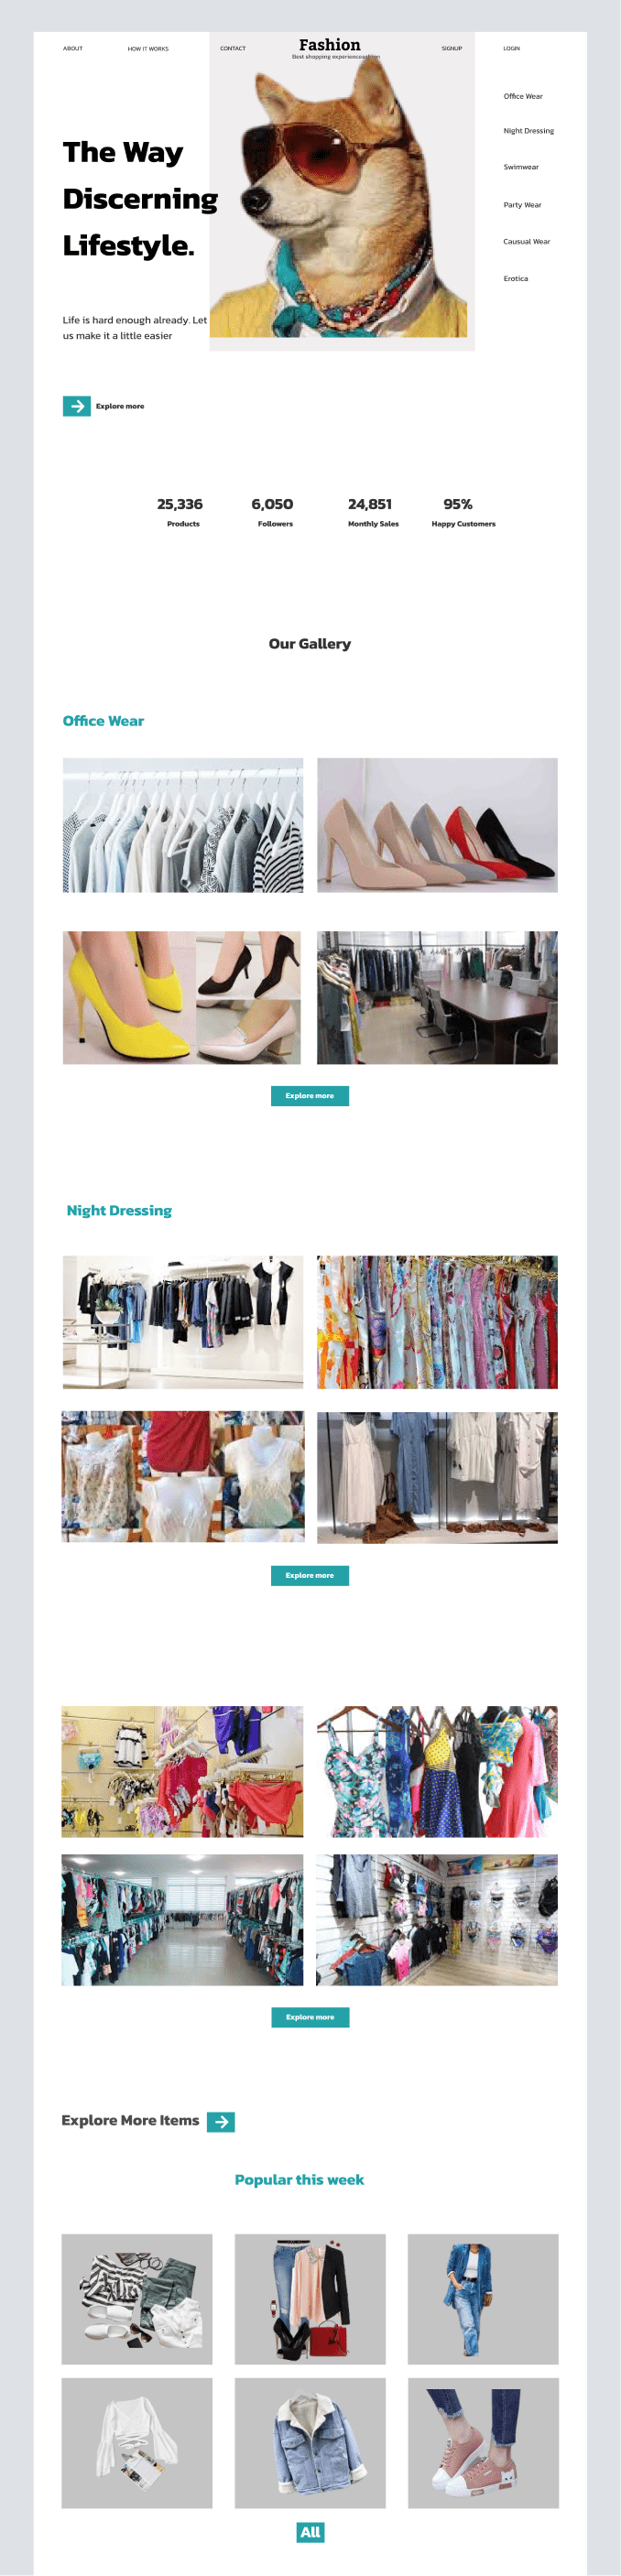 ABOUT
HOW IT WORKS
CONTACT
Fashion
Best shopping experience
SIGNUP
LOGIN
Office Wear
Night Dressing
Swimwear
Party Wear
Causual Wear
Erotica
The Way
Discerning
Lifestyle.
Life is hard enough already. Let
us make it a little easier
Explore more
25,336
6,050
24,851
95%
Products
Followers
Monthly Sales
Happy Customers
Our Gallery
Office Wear
Explore more
Night Dressing
Explore more
Explore more
Explore More Items
Popular this week
All